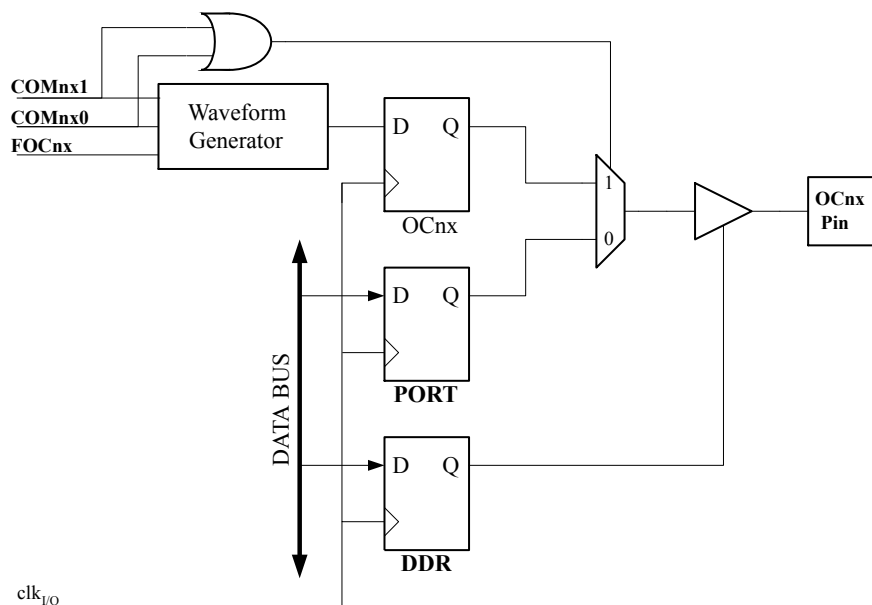 COMnx1
COMnx0
FOCnx
Waveform
Generator
D Q
OCnx
1
0
OCnx
Pin
D Q
PORT
DATA BUS
D Q
DDR
clkI/O